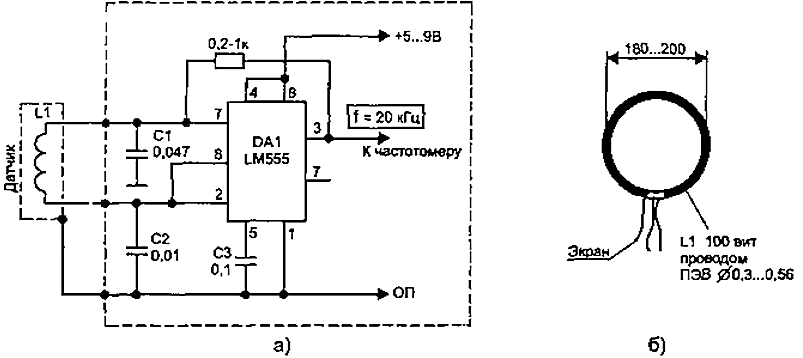 0,2-1к
+5...9В
4
8
L1
7
C1
0,047
DA1
LM555
3
f = 20 кГц
К частотомеру
8
7
Датчик
2
C2
0,01
5
1
C3
0,1
ОП
а)
180...200
Экран
L1 100 вит
проводом
ПЭВ Ø0,3...0,56
б)